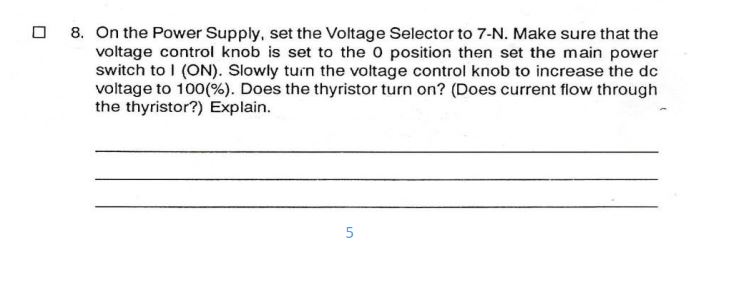 ☐ 8. On the Power Supply, set the Voltage Selector to 7-N. Make sure that the
voltage control knob is set to the 0 position then set the main power
switch to I (ON). Slowly turn the voltage control knob to increase the dc
voltage to 100(%). Does the thyristor turn on? (Does current flow through
the thyristor?) Explain.
5